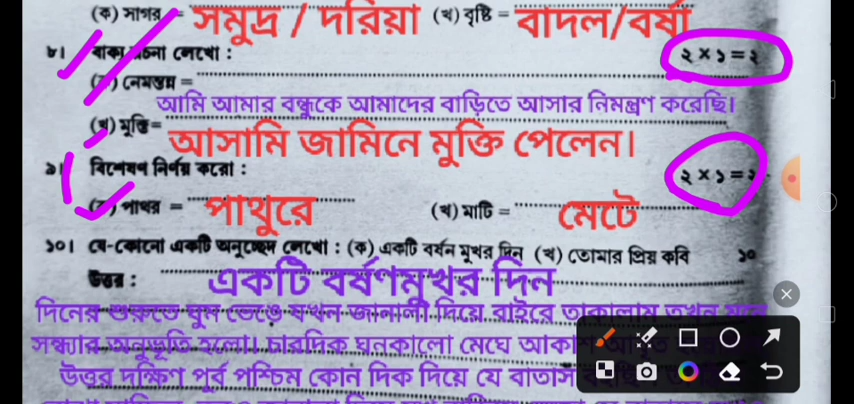 (ক) সাগর = সমুদ্র / দরিয়া (খ) বৃষ্টি = বাদল/বর্ষা
৮। বাক্য রচনা লেখো : ২ × ১ = ২
(ক) নেমন্তন্ন =
আমি আমার বন্ধুকে আমাদের বাড়িতে আসার নিমন্ত্রণ করেছি।
(খ) মুক্তি= আসামি জামিনে মুক্তি পেলেন।
৯। বিশেষণ নির্ণয় করো : ২ × ১ = ২
(ক) পাথর = পাথুরে (খ) মাটি = মেটে
১০। যে-কোনো একটি অনুচ্ছেদ লেখো : (ক) একটি বর্ষন মুখর দিন (খ) তোমার প্রিয় কবি ১০
উত্তর : একটি বর্ষণমুখর দিন
দিনের শুরুতে ঘুম ভেঙে যখন জানালা দিয়ে বাইরে তাকালাম তখন মনে
সন্ধ্যার অনুভূতি হলো। চারদিক ঘনকালো মেঘে আকাশ
উত্তর দক্ষিণ পূর্ব পশ্চিম কোন দিক দিয়ে যে বাতাস